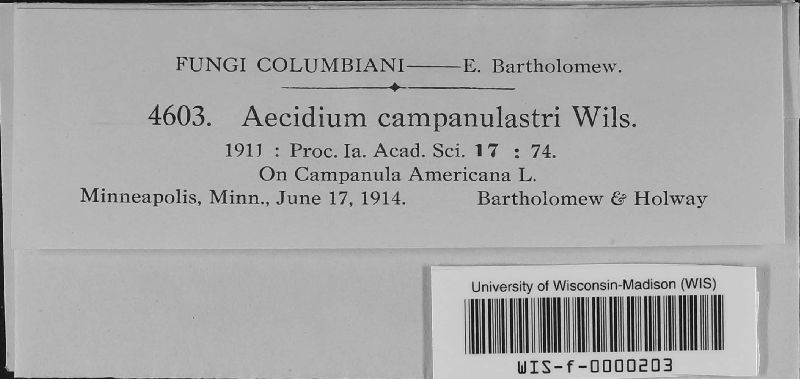 FUNGI COLUMBIANI——E. Bartholomew.
4603. Aecidium campanulastri Wils.
1911 : Proc. Ia. Acad. Sci. 17 : 74.
On Campanula Americana L.
Minneapolis, Minn., June 17, 1914. Bartholomew & Holway
University of Wisconsin-Madison (WIS)
WIS-f-0000203